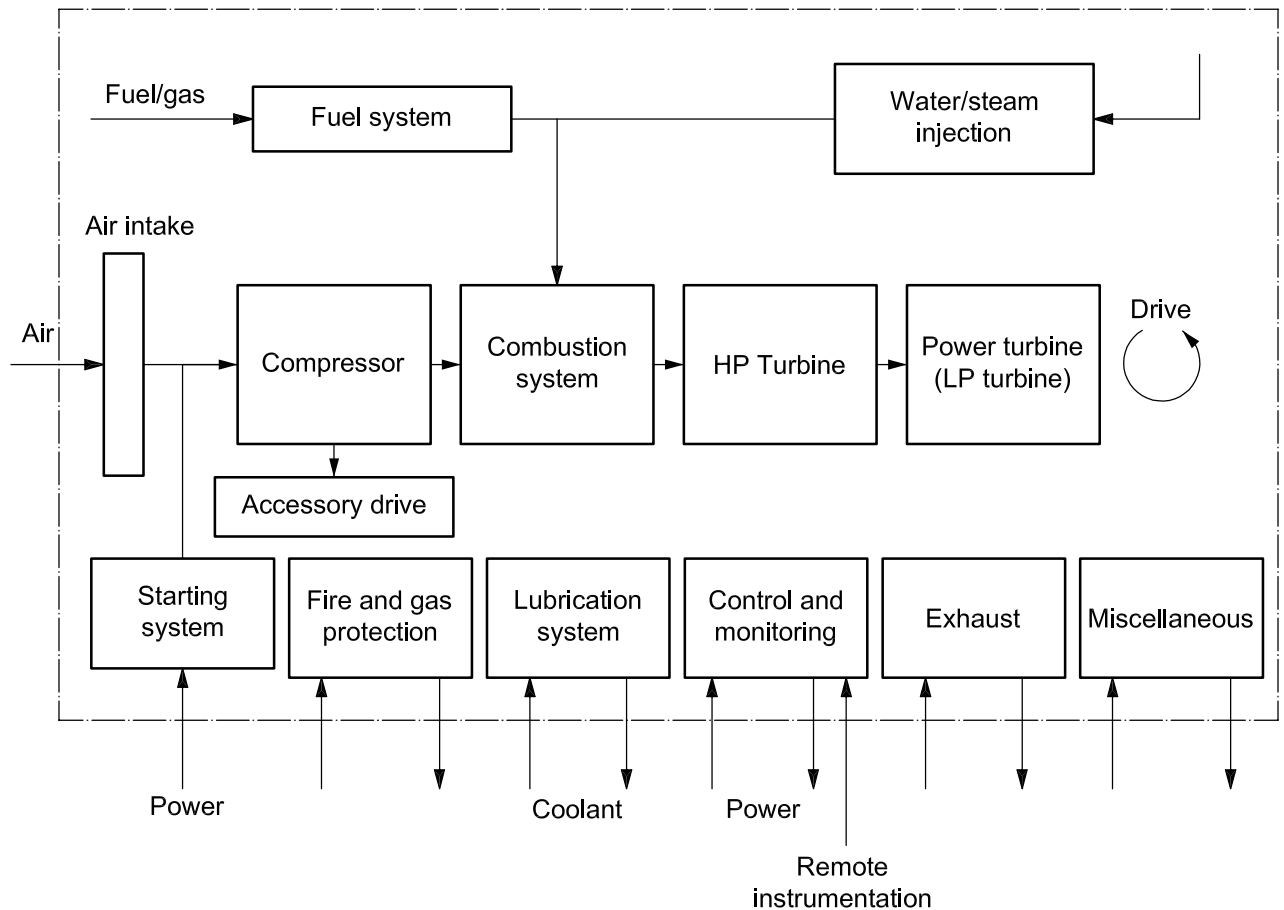 Fuel/gas
Fuel system
Water/steam
injection
Air intake
Air
Compressor
Combustion
system
HP Turbine
Power turbine
(LP turbine)
Drive
Accessory drive
Starting
system
Fire and gas
protection
Lubrication
system
Control and
monitoring
Exhaust
Miscellaneous
Power
Coolant
Power
Remote
instrumentation